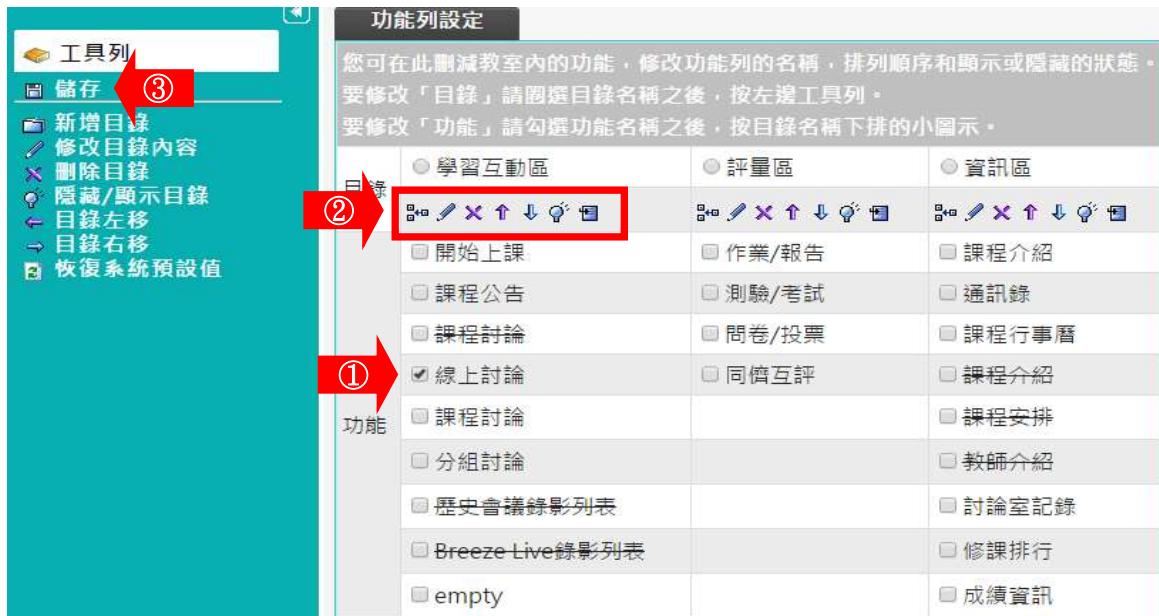 工具列
③
儲存
新增目錄
修改目錄內容
刪除目錄
隱藏/顯示目錄
目錄左移
目錄右移
恢復系統預設值
功能列設定
您可在此刪減教室內的功能，修改功能列的名稱，排列順序和顯示或隱藏的狀態。
要修改「目錄」請圈選目錄名稱之後，按左邊工具列。
要修改「功能」請勾選功能名稱之後，按目錄名稱下排的小圖示。
目錄 學習互動區 評量區 資訊區
②
開始上課 作業/報告 課程介紹
課程公告 測驗/考試 通訊錄
課程討論 問卷/投票 課程行事曆
① 線上討論 同儕互評 課程介紹
功能 課程討論 課程安排
分組討論 教師介紹
歷史會議錄影列表 討論室記錄
Breeze Live錄影列表 修課排行
empty 成績資訊